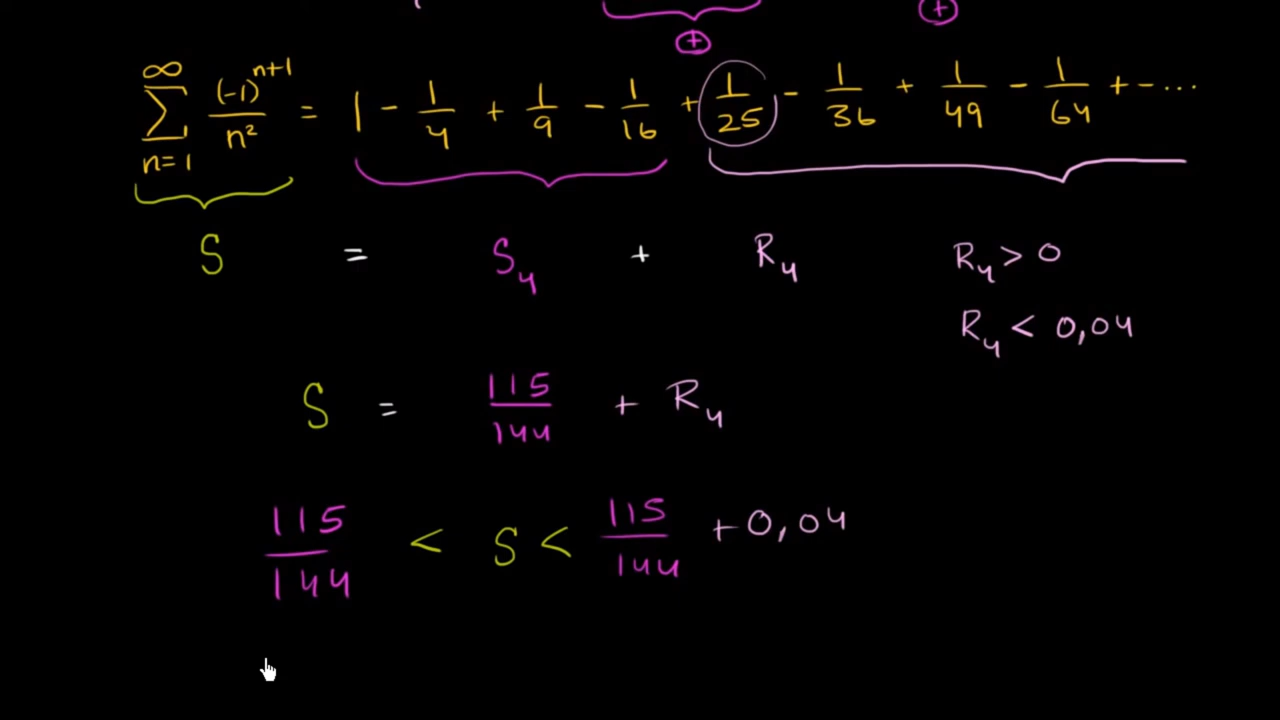 + +
∞ Σ n=1 (-1)^{n+1}/n² = 1 - 1/4 + 1/9 - 1/16 + 1/25 - 1/36 + 1/49 - 1/64 + - ...
S = S₄ + R₄ R₄ > 0
R₄ < 0,04
S = 115/144 + R₄
115/144 < S < 115/144 + 0,04